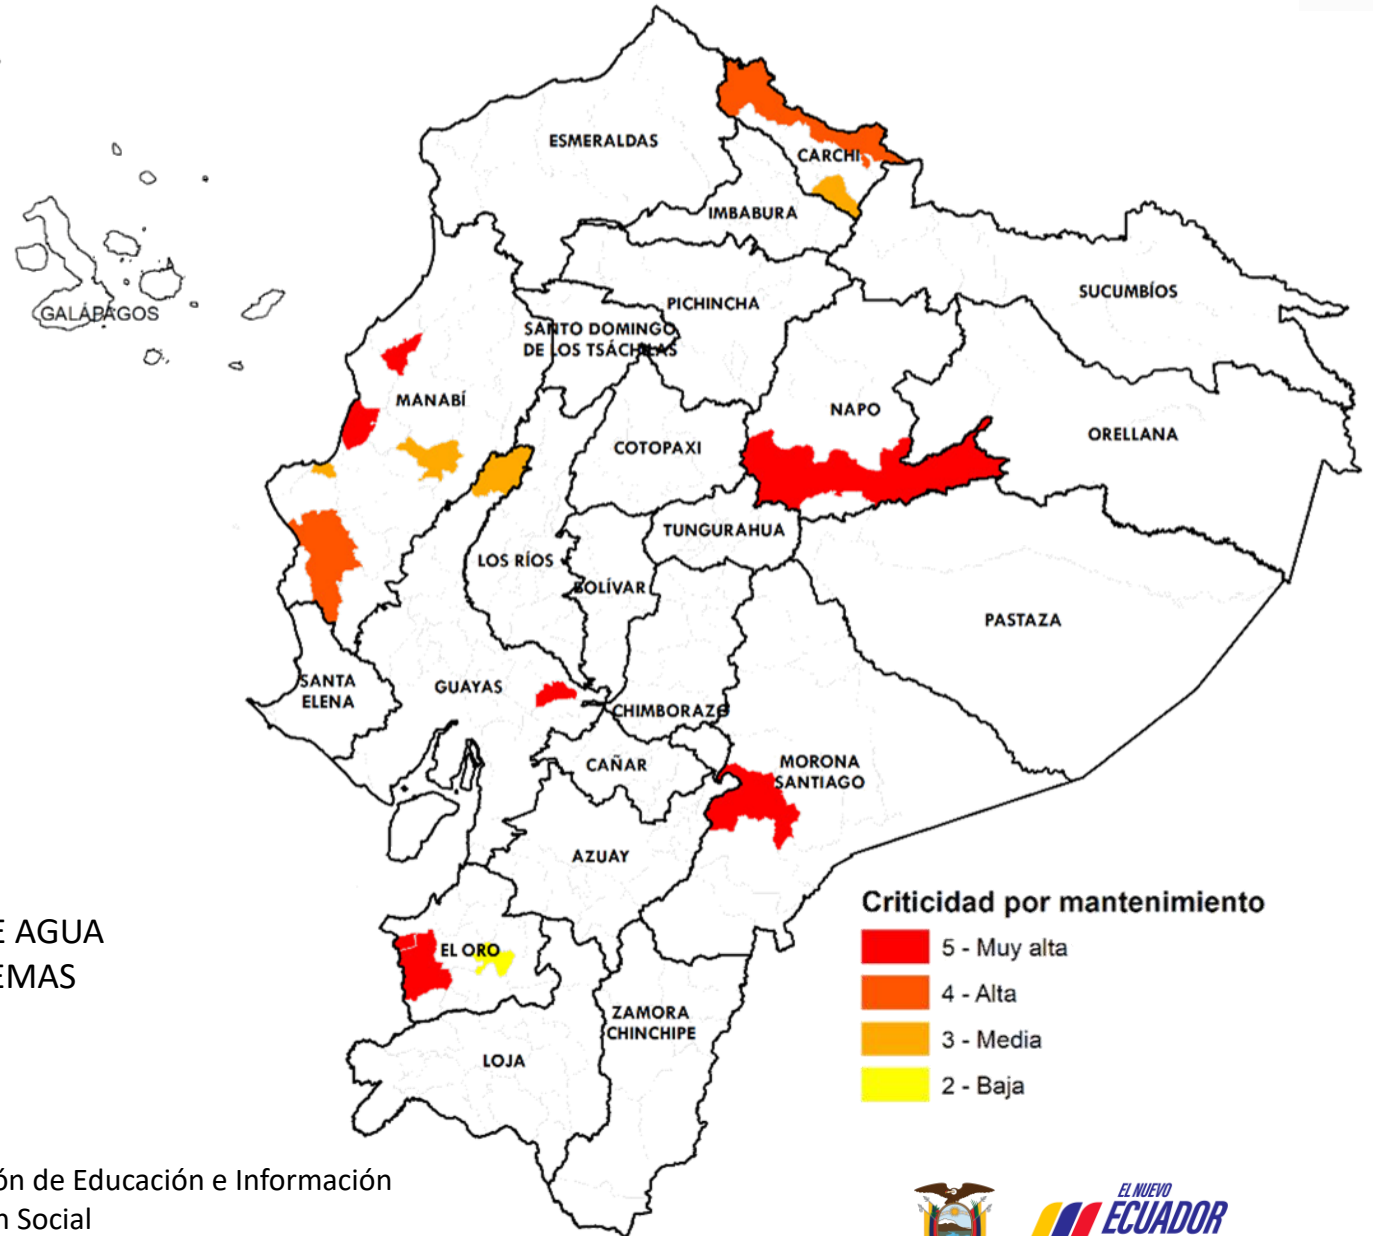 ESMERALDAS
CARCHI
IMBABURA
SUCUMBÍOS
PICHINCHA
GALÁPAGOS
SANTO DOMINGO
DE LOS TSÁCHILAS
MANABÍ
NAPO
ORELLANA
COTOPAXI
TUNGURAHUA
LOS RÍOS
BOLÍVAR
PASTAZA
SANTA
ELENA
GUAYAS
CHIMBORAZO
CAÑAR
MORONA
SANTIAGO
AZUAY
EL ORO
ZAMORA
CHINCHIPE
LOJA
Criticidad por mantenimiento
5 - Muy alta
4 - Alta
3 - Media
2 - Baja
E AGUA
EMAS
ón de Educación e Información
n Social
EL NUEVO
ECUADOR